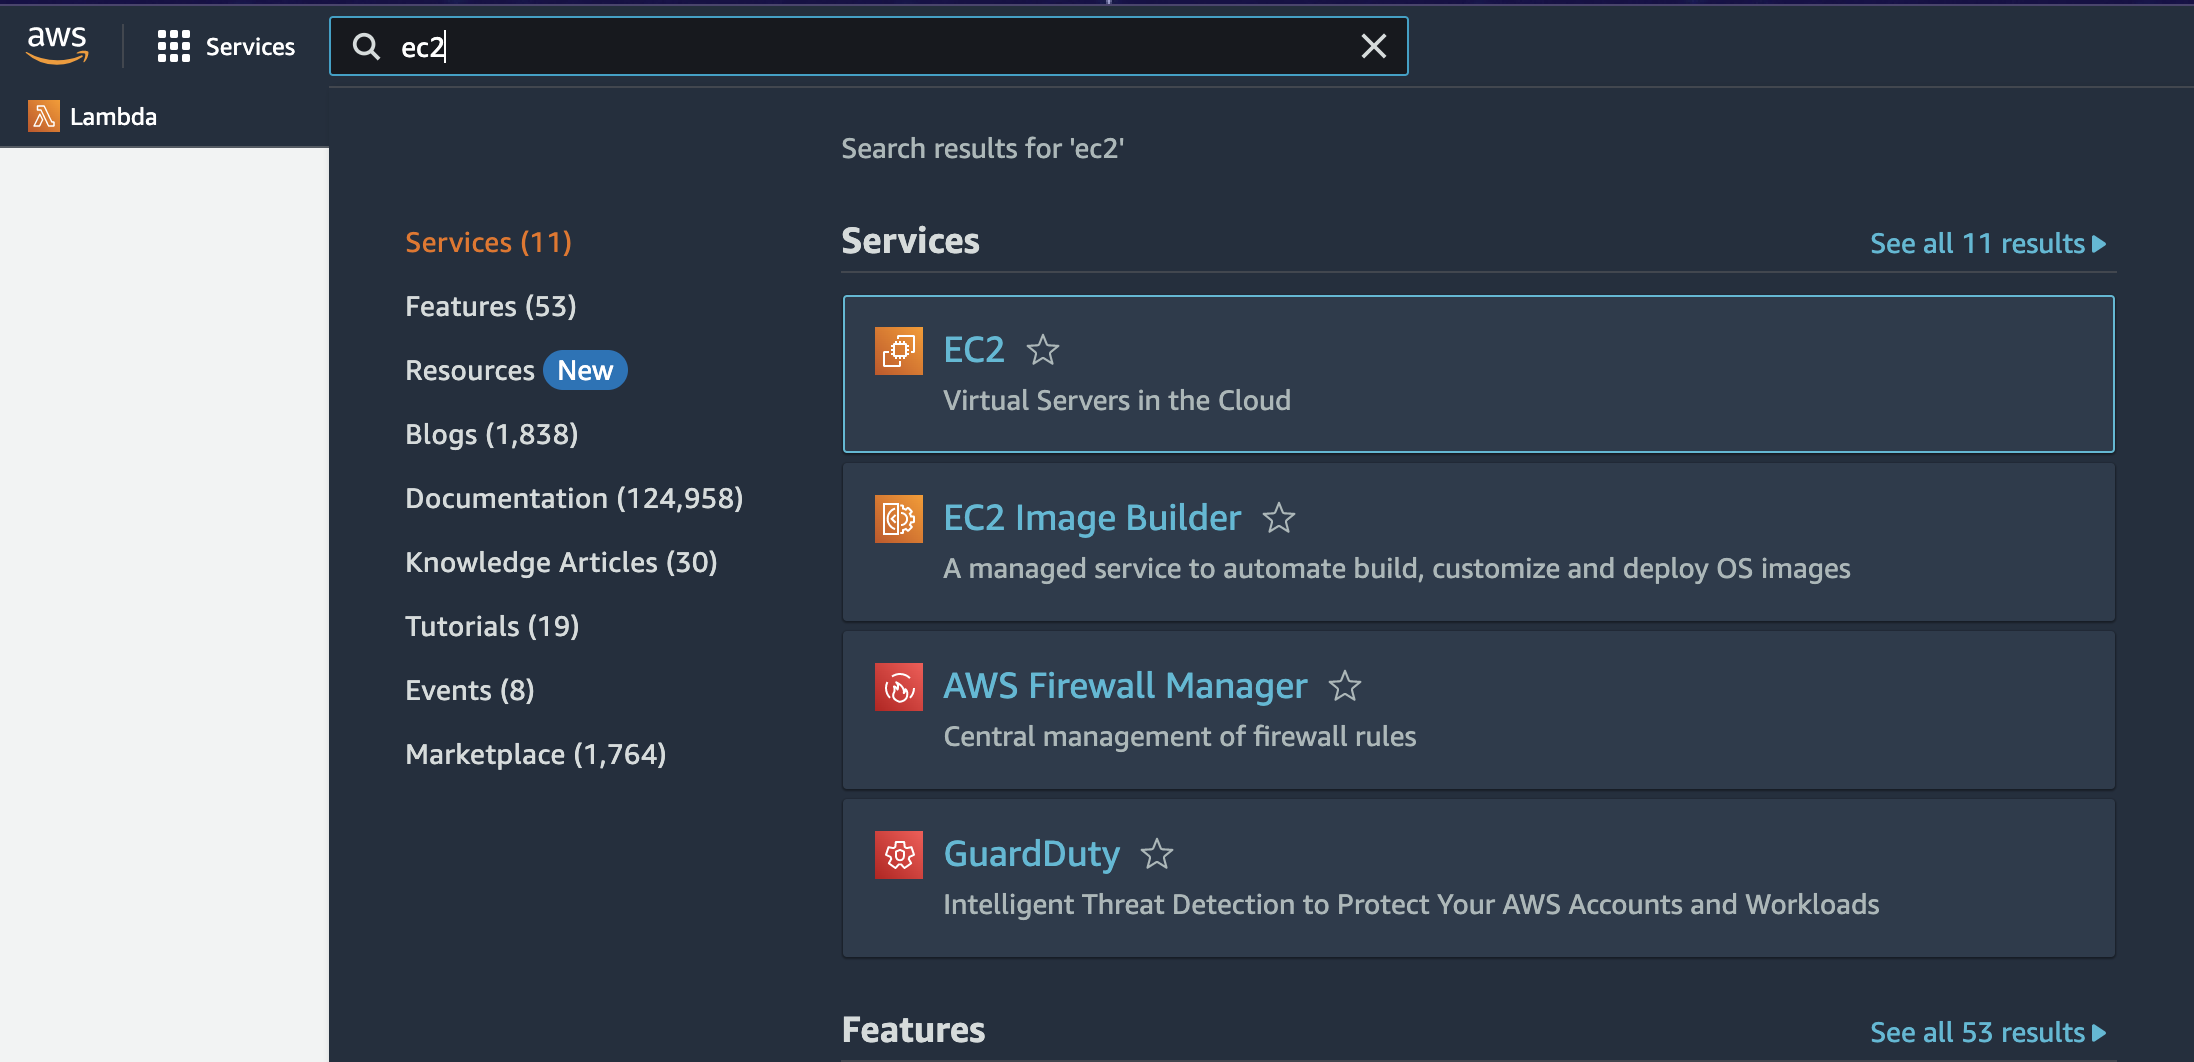 aws
Services
ec2
Lambda
Search results for 'ec2'
Services (11)
Features (53)
Resources New
Blogs (1,838)
Documentation (124,958)
Knowledge Articles (30)
Tutorials (19)
Events (8)
Marketplace (1,764)
Services
See all 11 results
EC2
Virtual Servers in the Cloud
EC2 Image Builder
A managed service to automate build, customize and deploy OS images
AWS Firewall Manager
Central management of firewall rules
GuardDuty
Intelligent Threat Detection to Protect Your AWS Accounts and Workloads
Features
See all 53 results